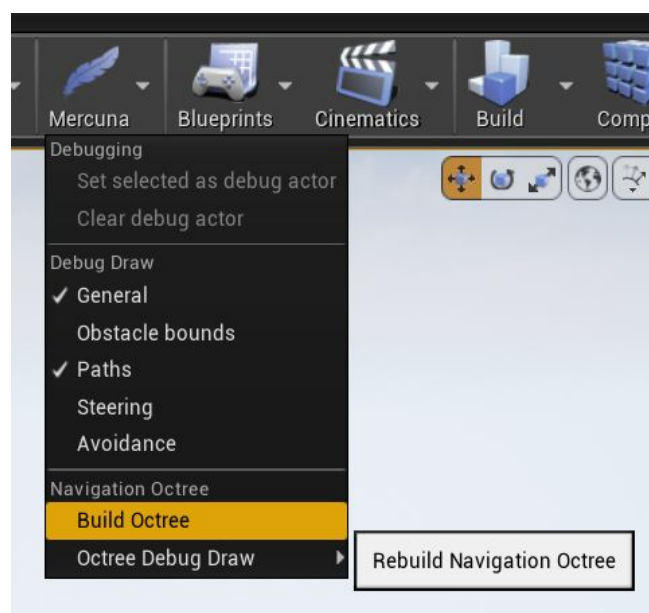 Mercuna
Blueprints
Cinematics
Build
Comp
Debugging
Set selected as debug actor
Clear debug actor
Debug Draw
✓ General
Obstacle bounds
✓ Paths
Steering
Avoidance
Navigation Octree
Build Octree
Octree Debug Draw
Rebuild Navigation Octree